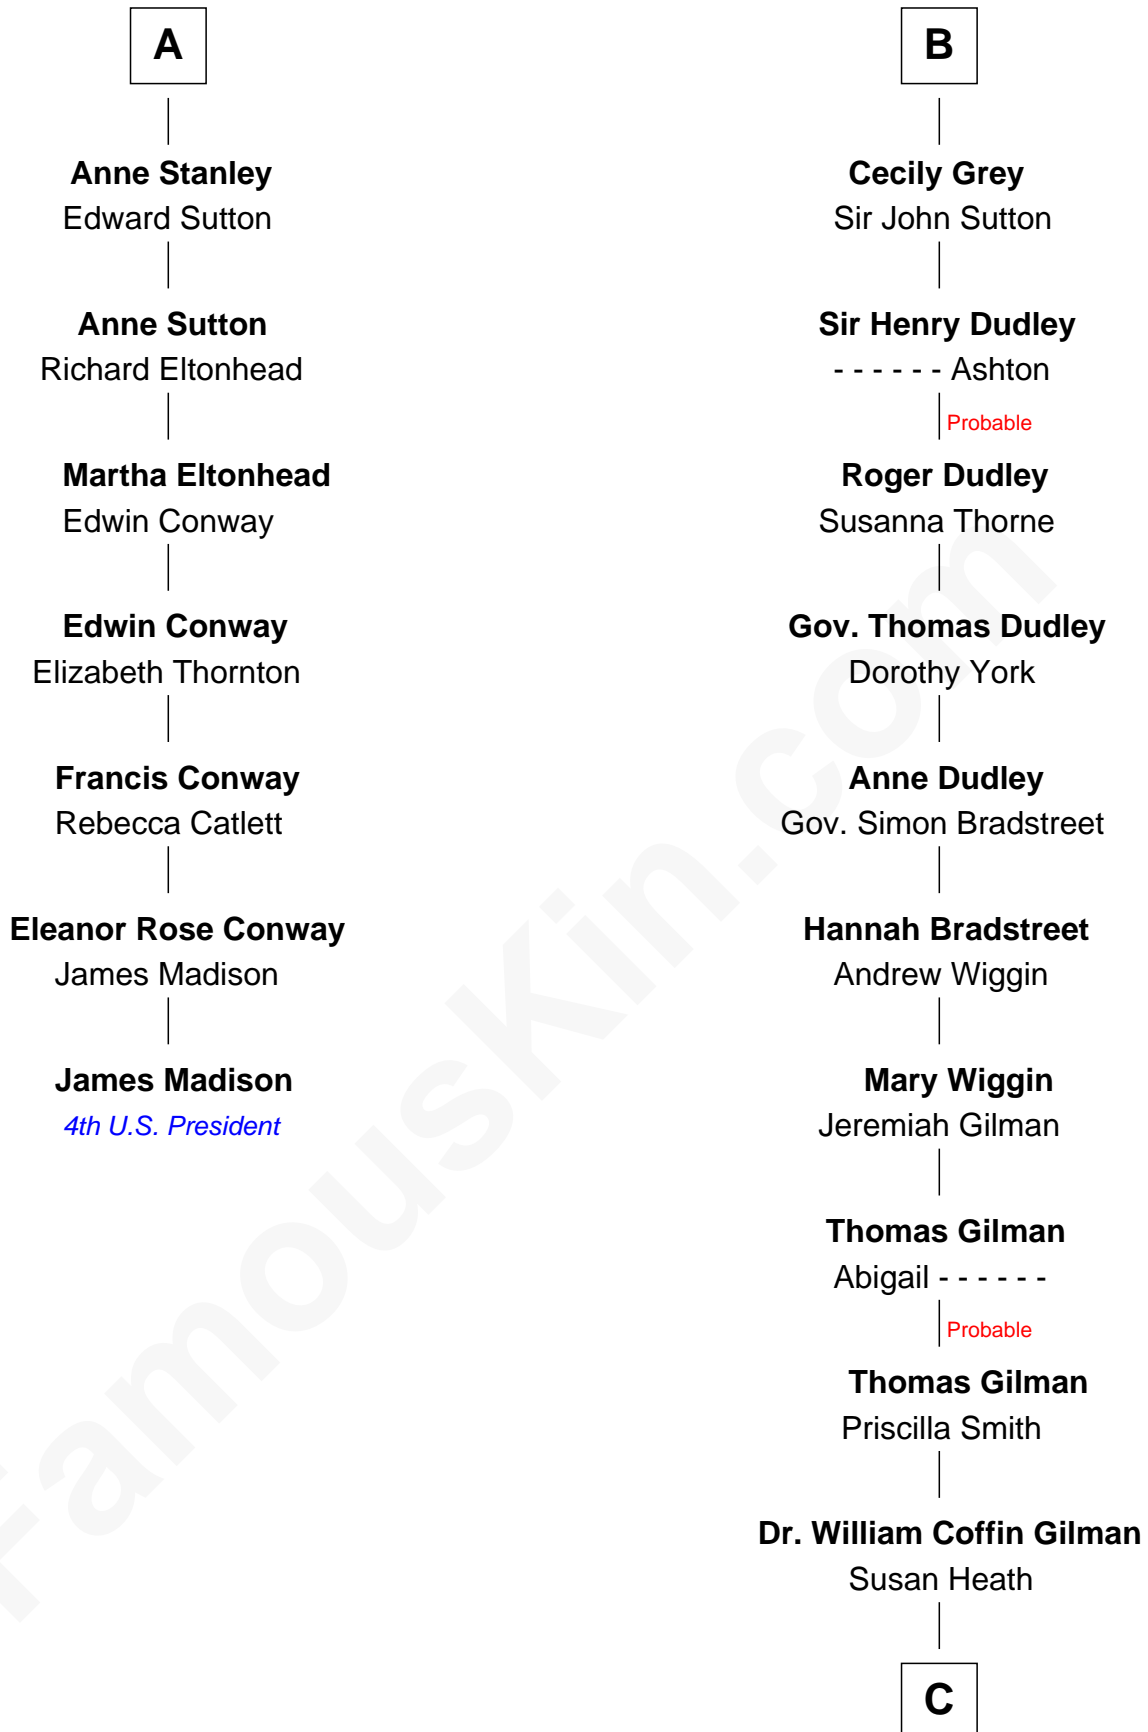 A
Anne Stanley
Edward Sutton
Anne Sutton
Richard Eltonhead
Martha Eltonhead
Edwin Conway
Edwin Conway
Elizabeth Thornton
Francis Conway
Rebecca Catlett
Eleanor Rose Conway
James Madison
James Madison
4th U.S. President
B
Cecily Grey
Sir John Sutton
Sir Henry Dudley
- - - - - - Ashton
Probable
Roger Dudley
Susanna Thorne
Gov. Thomas Dudley
Dorothy York
Anne Dudley
Gov. Simon Bradstreet
Hannah Bradstreet
Andrew Wiggin
Mary Wiggin
Jeremiah Gilman
Thomas Gilman
Abigail - - - - - -
Probable
Thomas Gilman
Priscilla Smith
Dr. William Coffin Gilman
Susan Heath
C
FamousKin.com